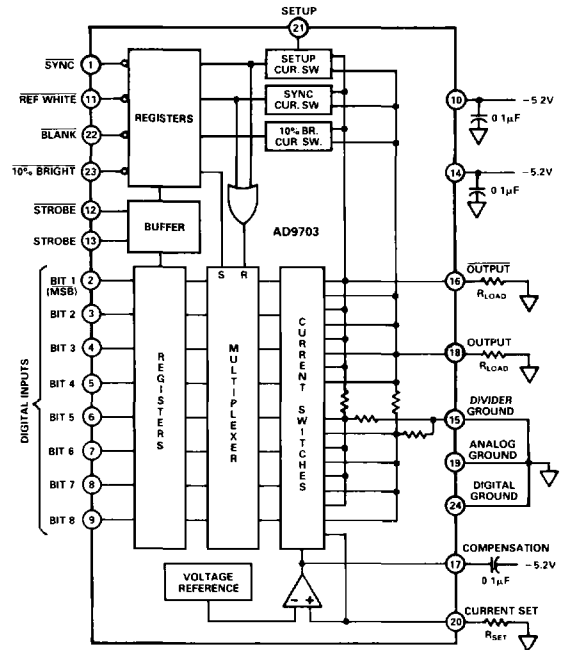 SETUP
21
SYNC
1
REF WHITE
11
BLANK
22
10% BRIGHT
23
STROBE
12
STROBE
13
REGISTERS
BUFFER
SETUP
CUR. SW
SYNC
CUR. SW.
10% BR.
CUR SW.
AD9703
10
-5.2V
0 1µF
14
-5.2V
0 1µF
DIGITAL INPUTS
BIT 1
(MSB)
2
BIT 2
3
BIT 3
4
BIT 4
5
BIT 5
6
BIT 6
7
BIT 7
8
BIT 8
9
REGISTERS
S R
MULTIPLEXER
CURRENT SWITCHES
16
OUTPUT
RLOAD
18
OUTPUT
RLOAD
15
DIVIDER
GROUND
19
ANALOG
GROUND
24
DIGITAL
GROUND
17
COMPENSATION
-5.2V
0 1µF
VOLTAGE
REFERENCE
- +
20
CURRENT SET
RSET